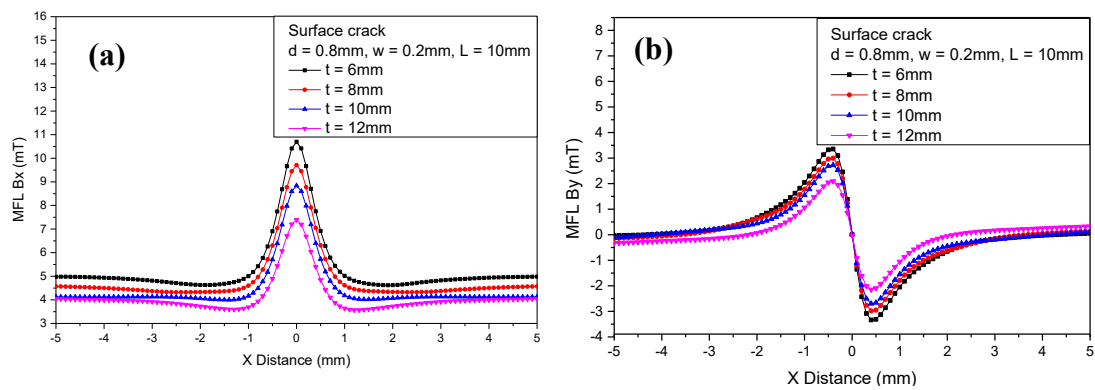 (a)
Surface crack
d = 0.8mm, w = 0.2mm, L = 10mm
t = 6mm
t = 8mm
t = 10mm
t = 12mm
MFL Bx (mT)
16
15
14
13
12
11
10
9
8
7
6
5
4
3
-5 -4 -3 -2 -1 0 1 2 3 4 5
X Distance (mm)
(b)
Surface crack
d = 0.8mm, w = 0.2mm, L = 10mm
t = 6mm
t = 8mm
t = 10mm
t = 12mm
MFL By (mT)
8
7
6
5
4
3
2
1
0
-1
-2
-3
-4
-5 -4 -3 -2 -1 0 1 2 3 4 5
X Distance (mm)